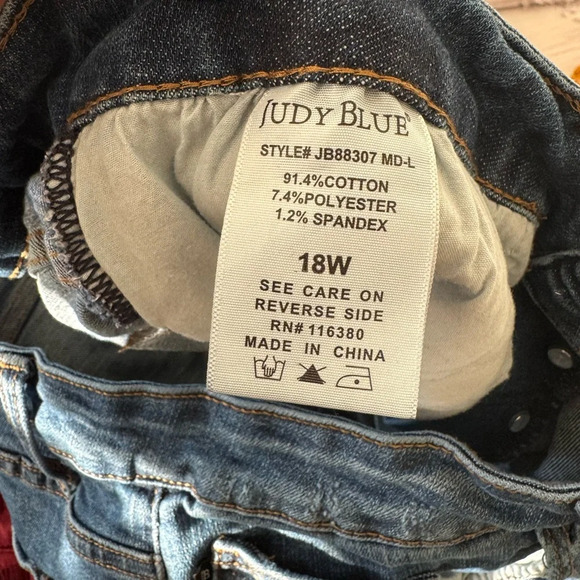 JUDY BLUE
STYLE# JB88307 MD-L
91.4%COTTON
7.4%POLYESTER
1.2% SPANDEX
18W
SEE CARE ON
REVERSE SIDE
RN# 116380
MADE IN CHINA